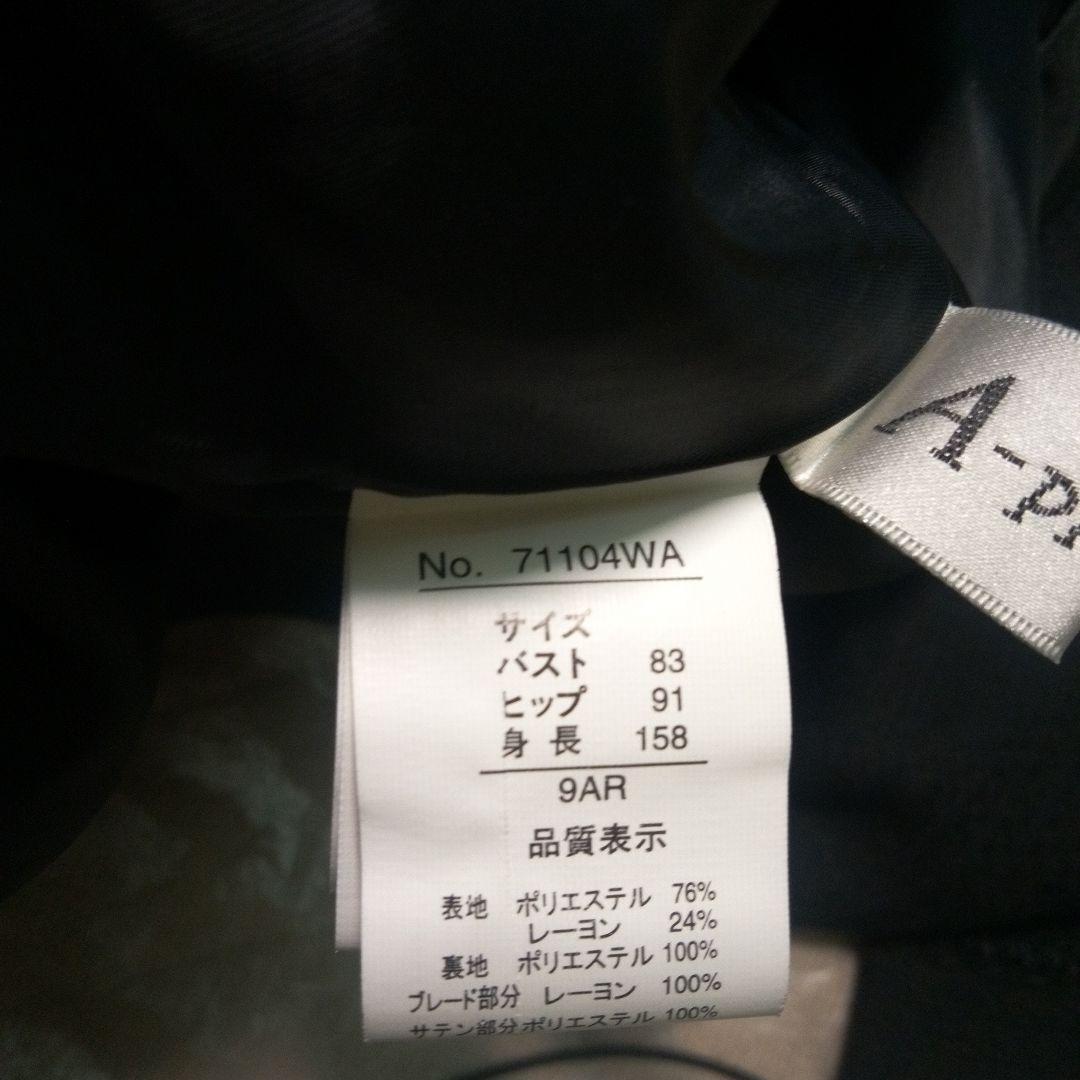 No. 71104WA
サイズ
バスト 83
ヒップ 91
身長 158
9AR
品質表示
表地 ポリエステル 76%
レーヨン 24%
裏地 ポリエステル 100%
ブレード部分 レーヨン 100%
サテン部分 ポリエステル 100%